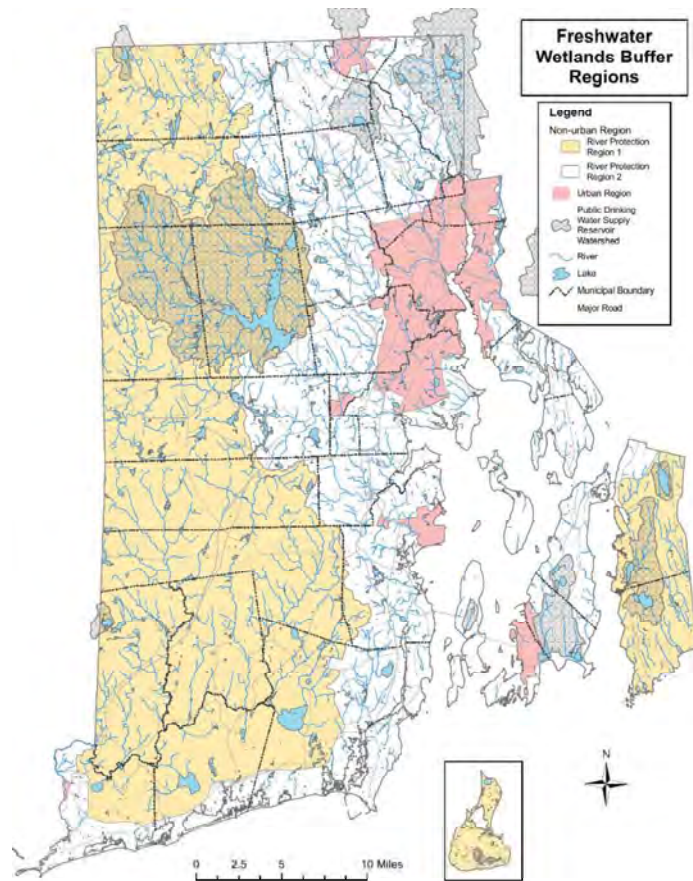 Freshwater
Wetlands Buffer
Regions
Legend
Non-urban Region
River Protection
Region 1
River Protection
Region 2
Urban Region
Public Drinking
Water Supply
Reservoir
Watershed
River
Lake
Municipal Boundary
Major Road
N
0 2.5 5 10 Miles